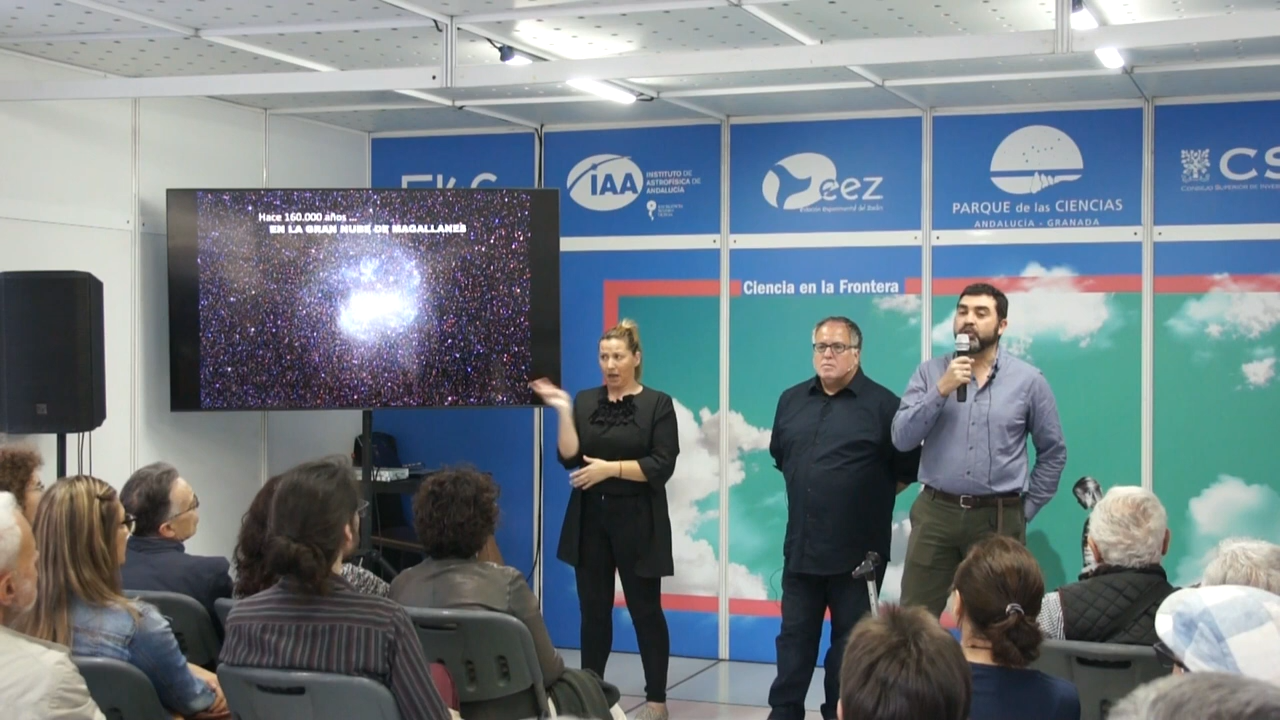 Hace 160.000 años ...
EN LA GRAN NUBE DE MAGALLANES
IAA
INSTITUTO DE
ASTROFÍSICA DE
ANDALUCÍA
eez
Estación Experimental del Zaidín
PARQUE de las CIENCIAS
ANDALUCÍA - GRANADA
CS
Ciencia en la Frontera